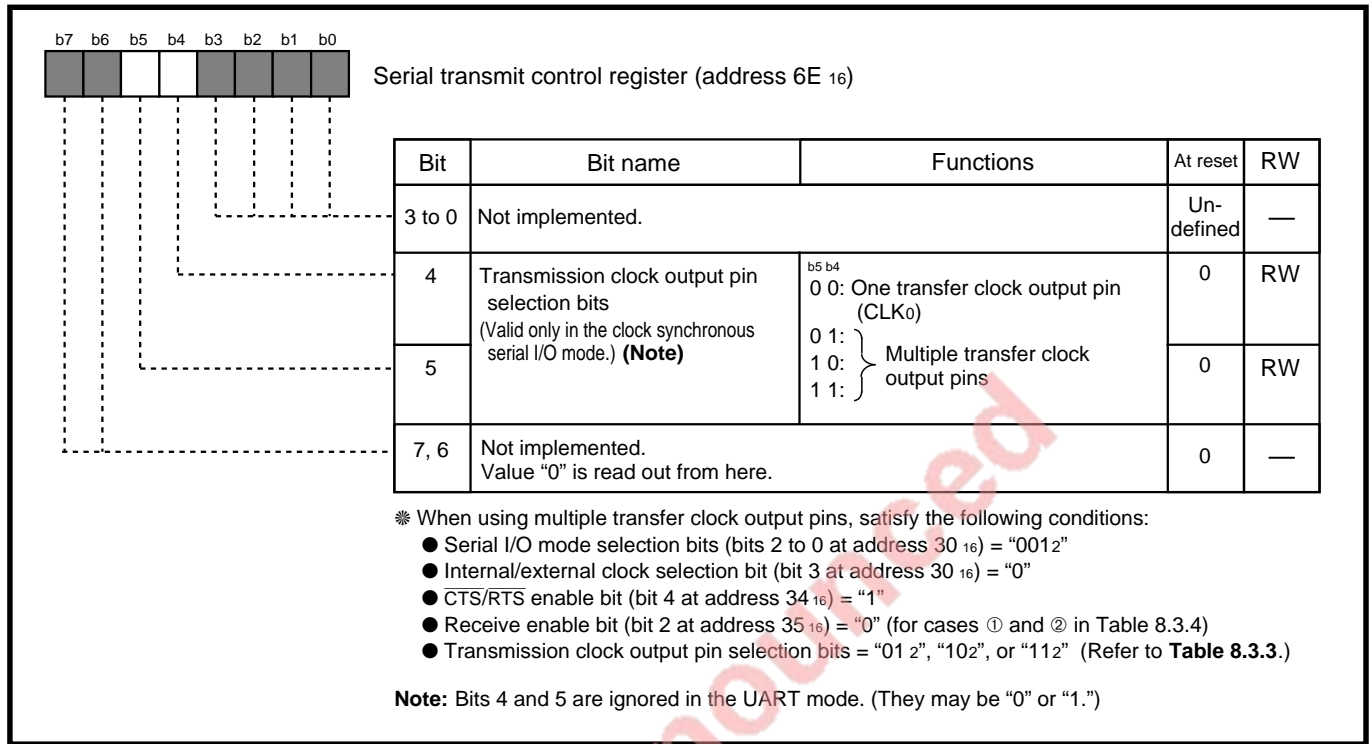 b7 b6 b5 b4 b3 b2 b1 b0
Serial transmit control register (address 6E 16)
Bit Bit name Functions At reset RW
3 to 0 Not implemented. Un-
defined —
4 Transmission clock output pin
selection bits
(Valid only in the clock synchronous
serial I/O mode.) (Note)
b5 b4
0 0: One transfer clock output pin
(CLK0)
0 1:
1 0:
1 1:
Multiple transfer clock
output pins
0 RW
5 0 RW
7, 6 Not implemented.
Value “0” is read out from here.
0 —
❊ When using multiple transfer clock output pins, satisfy the following conditions:
● Serial I/O mode selection bits (bits 2 to 0 at address 30 16) = “0012”
● Internal/external clock selection bit (bit 3 at address 30 16) = “0”
● CTS/RTS enable bit (bit 4 at address 34 16) = “1”
● Receive enable bit (bit 2 at address 35 16) = “0” (for cases ① and ② in Table 8.3.4)
● Transmission clock output pin selection bits = “01 2”, “102”, or “112” (Refer to Table 8.3.3.)
Note: Bits 4 and 5 are ignored in the UART mode. (They may be “0” or “1.”)